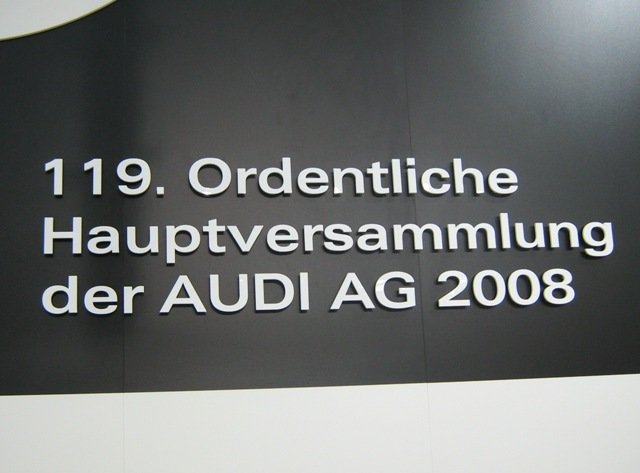 119. Ordentliche
Hauptversammlung
der AUDI AG 2008